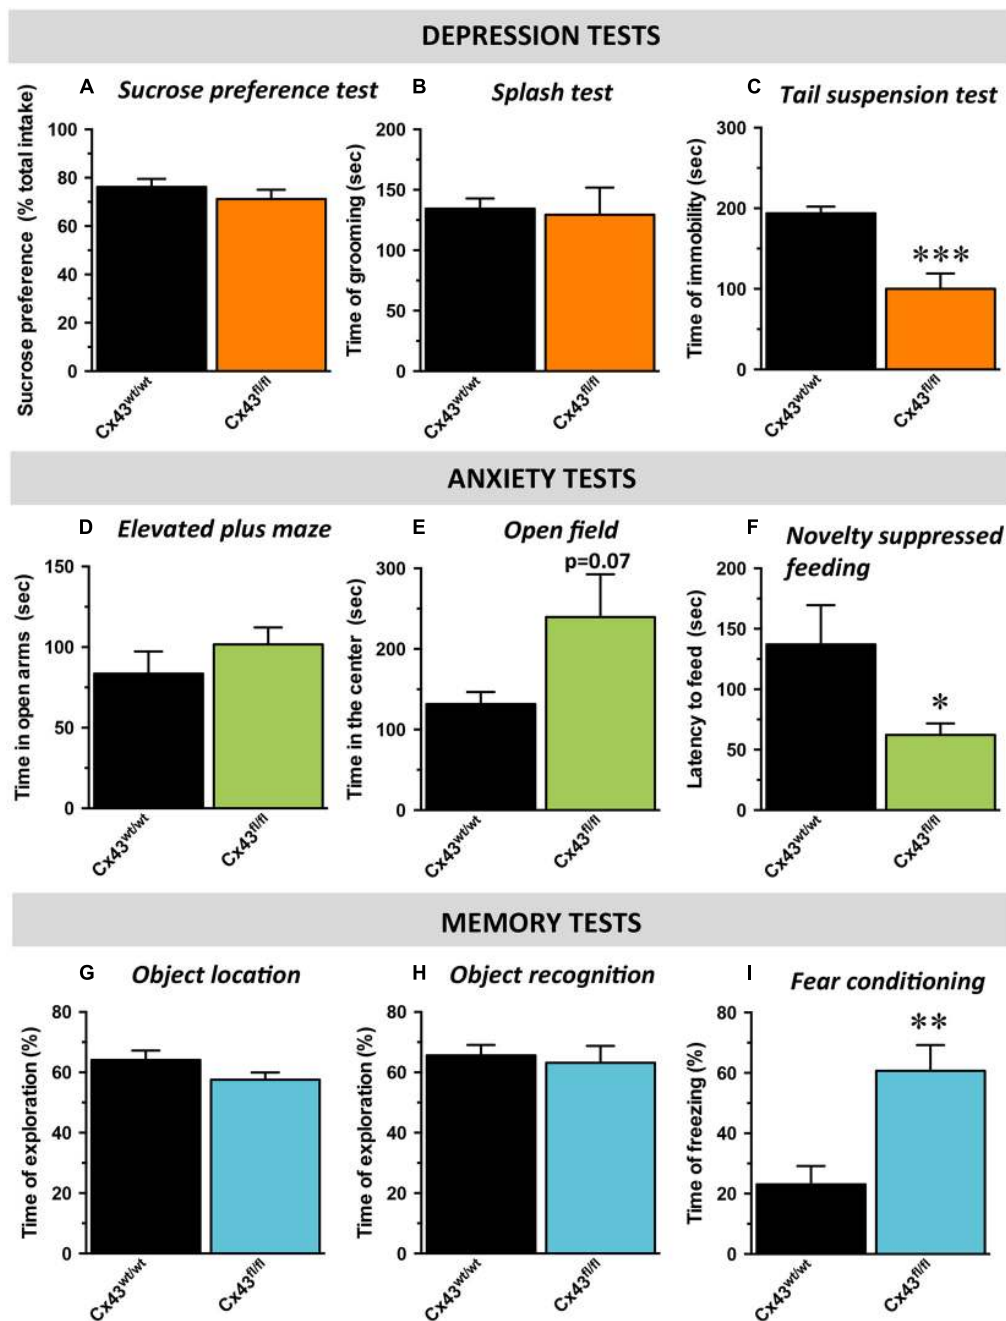 DEPRESSION TESTS
A Sucrose preference test
Sucrose preference (% total intake)
100
80
60
40
20
0
Cx43wt/wt
Cx43fl/fl
B Splash test
Time of grooming (sec)
200
150
100
50
0
Cx43wt/wt
Cx43fl/fl
C Tail suspension test
Time of immobility (sec)
300
200
100
0
***
Cx43wt/wt
Cx43fl/fl
ANXIETY TESTS
D Elevated plus maze
Time in open arms (sec)
150
100
50
0
Cx43wt/wt
Cx43fl/fl
E Open field
p=0.07
Time in the center (sec)
300
200
100
0
Cx43wt/wt
Cx43fl/fl
F Novelty suppressed
feeding
Latency to feed (sec)
200
150
100
50
0
*
Cx43wt/wt
Cx43fl/fl
MEMORY TESTS
G Object location
Time of exploration (%)
80
60
40
20
0
Cx43wt/wt
Cx43fl/fl
H Object recognition
Time of exploration (%)
80
60
40
20
0
Cx43wt/wt
Cx43fl/fl
I Fear conditioning
Time of freezing (%)
80
60
40
20
0
**
Cx43wt/wt
Cx43fl/fl